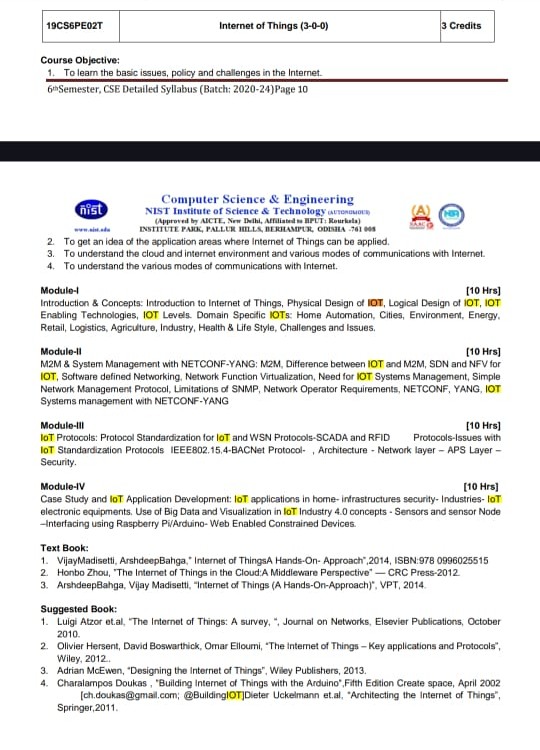 19CS6PE02T Internet of Things (3-0-0) 3 Credits
Course Objective:
1. To learn the basic issues, policy and challenges in the Internet.
6thSemester, CSE Detailed Syllabus (Batch: 2020-24)Page 10
Computer Science & Engineering
nist
NIST Institute of Science & Technology (AUTONOMOUS)
(Approved by AICTE, New Delhi, Affiliated to BPUT: Rourkela)
www.nist.edu INSTITUTE PARK, PALLUR HILLS, BERHAMPUR, ODISHA -761 008
2. To get an idea of the application areas where Internet of Things can be applied.
3. To understand the cloud and internet environment and various modes of communications with Internet.
4. To understand the various modes of communications with Internet.
Module-I [10 Hrs]
Introduction & Concepts: Introduction to Internet of Things, Physical Design of IOT, Logical Design of IOT, IOT
Enabling Technologies, IOT Levels. Domain Specific IOTs: Home Automation, Cities, Environment, Energy,
Retail, Logistics, Agriculture, Industry, Health & Life Style, Challenges and Issues.
Module-II [10 Hrs]
M2M & System Management with NETCONF-YANG: M2M, Difference between IOT and M2M, SDN and NFV for
IOT, Software defined Networking, Network Function Virtualization, Need for IOT Systems Management, Simple
Network Management Protocol, Limitations of SNMP, Network Operator Requirements, NETCONF, YANG, IOT
Systems management with NETCONF-YANG
Module-III [10 Hrs]
IoT Protocols: Protocol Standardization for IoT and WSN Protocols-SCADA and RFID Protocols-Issues with
IoT Standardization Protocols IEEE802.15.4-BACNet Protocol- , Architecture - Network layer – APS Layer –
Security.
Module-IV [10 Hrs]
Case Study and IoT Application Development: IoT applications in home- infrastructures security- Industries- IoT
electronic equipments. Use of Big Data and Visualization in IoT Industry 4.0 concepts - Sensors and sensor Node
–Interfacing using Raspberry Pi/Arduino- Web Enabled Constrained Devices.
Text Book:
1. VijayMadisetti, ArshdeepBahga," Internet of ThingsA Hands-On- Approach",2014, ISBN:978 0996025515
2. Honbo Zhou, "The Internet of Things in the Cloud:A Middleware Perspective" — CRC Press-2012.
3. ArshdeepBahga, Vijay Madisetti, "Internet of Things (A Hands-On-Approach)", VPT, 2014.
Suggested Book:
1. Luigi Atzor et.al, "The Internet of Things: A survey, ", Journal on Networks, Elsevier Publications, October
2010.
2. Olivier Hersent, David Boswarthick, Omar Elloumi, "The Internet of Things – Key applications and Protocols",
Wiley, 2012..
3. Adrian McEwen, "Designing the Internet of Things", Wiley Publishers, 2013.
4. Charalampos Doukas , "Building Internet of Things with the Arduino",Fifth Edition Create space, April 2002
[ch.doukas@gmail.com; @BuildingIOT]Dieter Uckelmann et.al, "Architecting the Internet of Things",
Springer,2011.